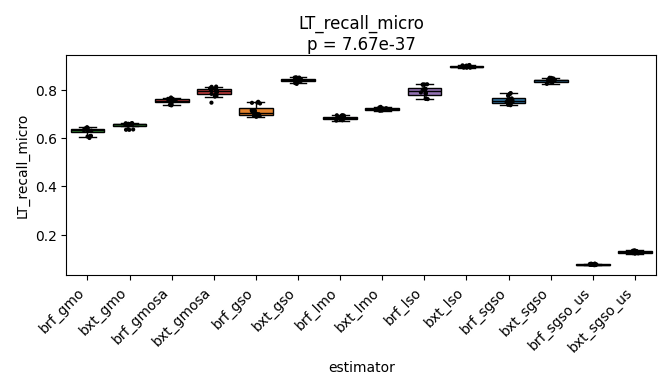 LT_recall_micro
p = 7.67e-37
LT_recall_micro
0.8
0.6
0.4
0.2
brf_gmo
bxt_gmo
brf_gmosa
bxt_gmosa
brf_gso
bxt_gso
brf_lmo
bxt_lmo
brf_lso
bxt_lso
brf_sgso
bxt_sgso
brf_sgso_us
bxt_sgso_us
estimator